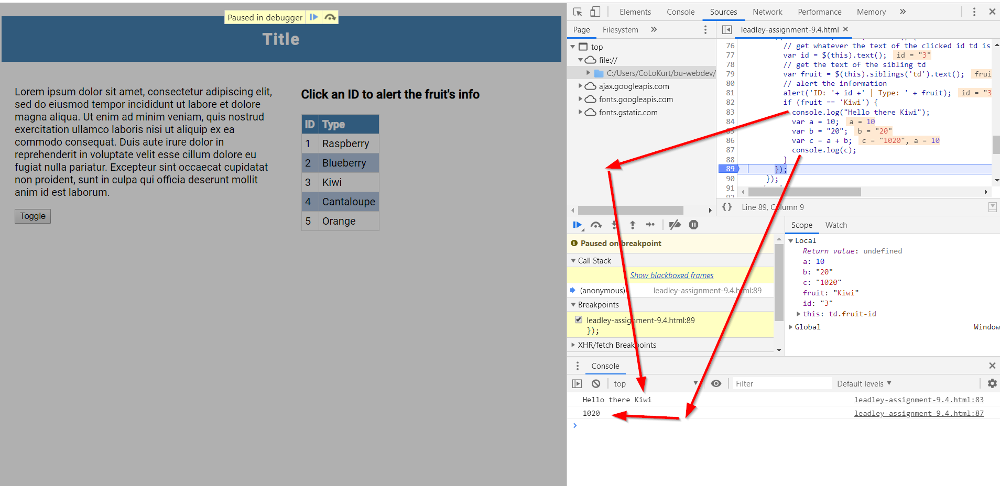 Paused in debugger
Title
Lorem ipsum dolor sit amet, consectetur adipiscing elit,
sed do eiusmod tempor incididunt ut labore et dolore
magna aliqua. Ut enim ad minim veniam, quis nostrud
exercitation ullamco laboris nisi ut aliquip ex ea
commodo consequat. Duis aute irure dolor in
reprehenderit in voluptate velit esse cillum dolore eu
fugiat nulla pariatur. Excepteur sint occaecat cupidatat
non proident, sunt in culpa qui officia deserunt mollit
anim id est laborum.
Toggle
Click an ID to alert the fruit's info
ID Type
1 Raspberry
2 Blueberry
3 Kiwi
4 Cantaloupe
5 Orange
Elements Console Sources Network Performance Memory »
Page Filesystem »
top
file://
C:/Users/CoLoKurt/bu-webdev/
ajax.googleapis.com
fonts.googleapis.com
fonts.gstatic.com
leadley-assignment-9.4.html ×
76 // get whatever the text of the clicked id td is
77 var id = $(this).text(); id = "3"
78 // get the text of the sibling td
79 var fruit = $(this).siblings('td').text(); frui
80 // alert the information
81 alert('ID: '+ id +' | Type: ' + fruit); id = "3
82 if (fruit == 'Kiwi') {
83 console.log("Hello there Kiwi");
84 var a = 10; a = 10
85 var b = "20"; b = "20"
86 var c = a + b; c = "1020", a = 10
87 console.log(c);
88 }
89 });
90 });
91
{} Line 89, Column 9
Paused on breakpoint
Call Stack
Show blackboxed frames
(anonymous) leadley-assignment-9.4.html:89
Breakpoints
leadley-assignment-9.4.html:89
});
XHR/fetch Breakpoints
Scope Watch
Local
Return value: undefined
a: 10
b: "20"
c: "1020"
fruit: "Kiwi"
id: "3"
this: td.fruit-id
Global Window
Console
top Filter Default levels
Hello there Kiwi leadley-assignment-9.4.html:83
1020 leadley-assignment-9.4.html:87